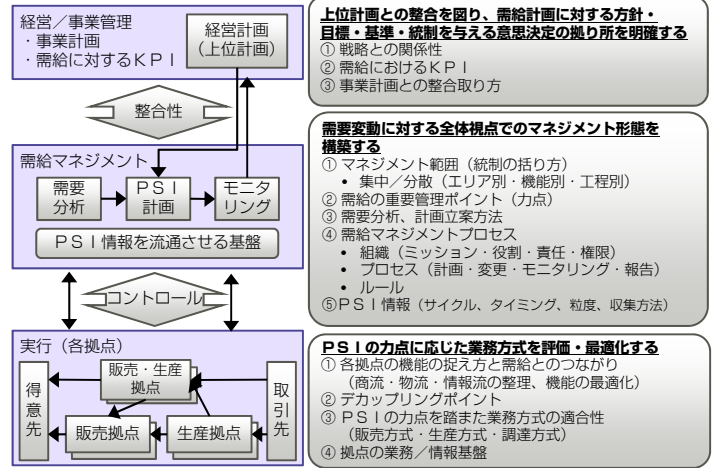 経営／事業管理
・事業計画
・需給に対するＫＰＩ
経営計画
（上位計画）
整合性
需給マネジメント
需要
分析
ＰＳＩ
計画
モニタ
リング
ＰＳＩ情報を流通させる基盤
コントロール
実行（各拠点）
得意先
販売・生産
拠点
販売拠点
生産拠点
取引先
上位計画との整合を図り、需給計画に対する方針・
目標・基準・統制を与える意思決定の拠り所を明確する
① 戦略との関係性
② 需給におけるＫＰＩ
③ 事業計画との整合取り方
需要変動に対する全体視点でのマネジメント形態を
構築する
① マネジメント範囲（統制の括り方）
• 集中／分散（エリア別・機能別・工程別）
② 需給の重要管理ポイント（力点）
③ 需要分析、計画立案方法
④ 需給マネジメントプロセス
• 組織（ミッション・役割・責任・権限）
• プロセス（計画・変更・モニタリング・報告）
• ルール
⑤ＰＳＩ情報（サイクル、タイミング、粒度、収集方法）
ＰＳＩの力点に応じた業務方式を評価・最適化する
① 各拠点の機能の捉え方と需給とのつながり
（商流・物流・情報流の整理、機能の最適化）
② デカップリングポイント
③ ＰＳＩの力点を踏また業務方式の適合性
（販売方式・生産方式・調達方式）
④ 拠点の業務／情報基盤